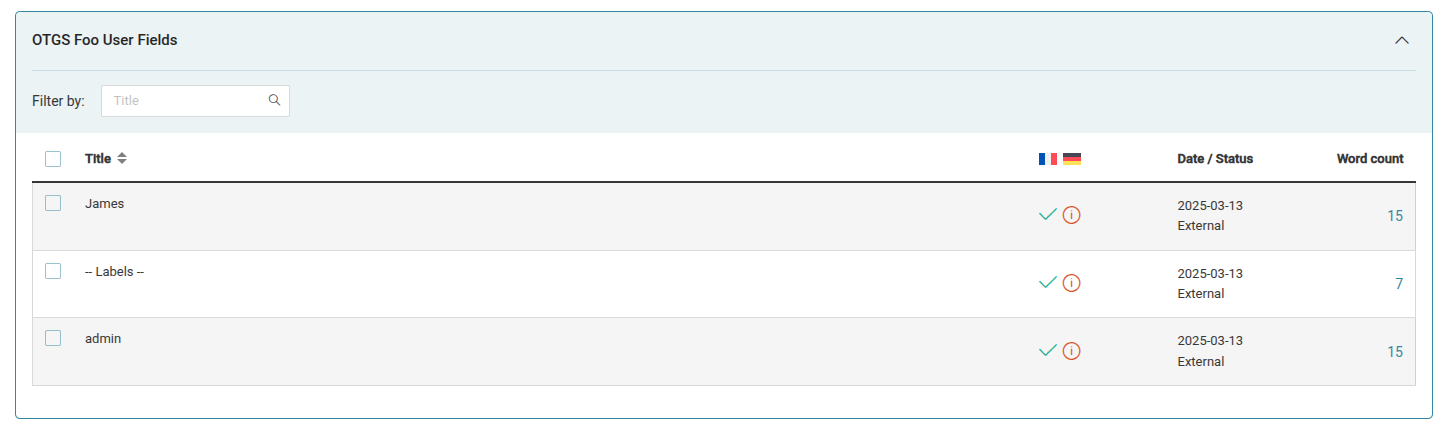 OTGS Foo User Fields
Filter by: Title
Title Date / Status Word count
James 2025-03-13 External 15
-- Labels -- 2025-03-13 External 7
admin 2025-03-13 External 15